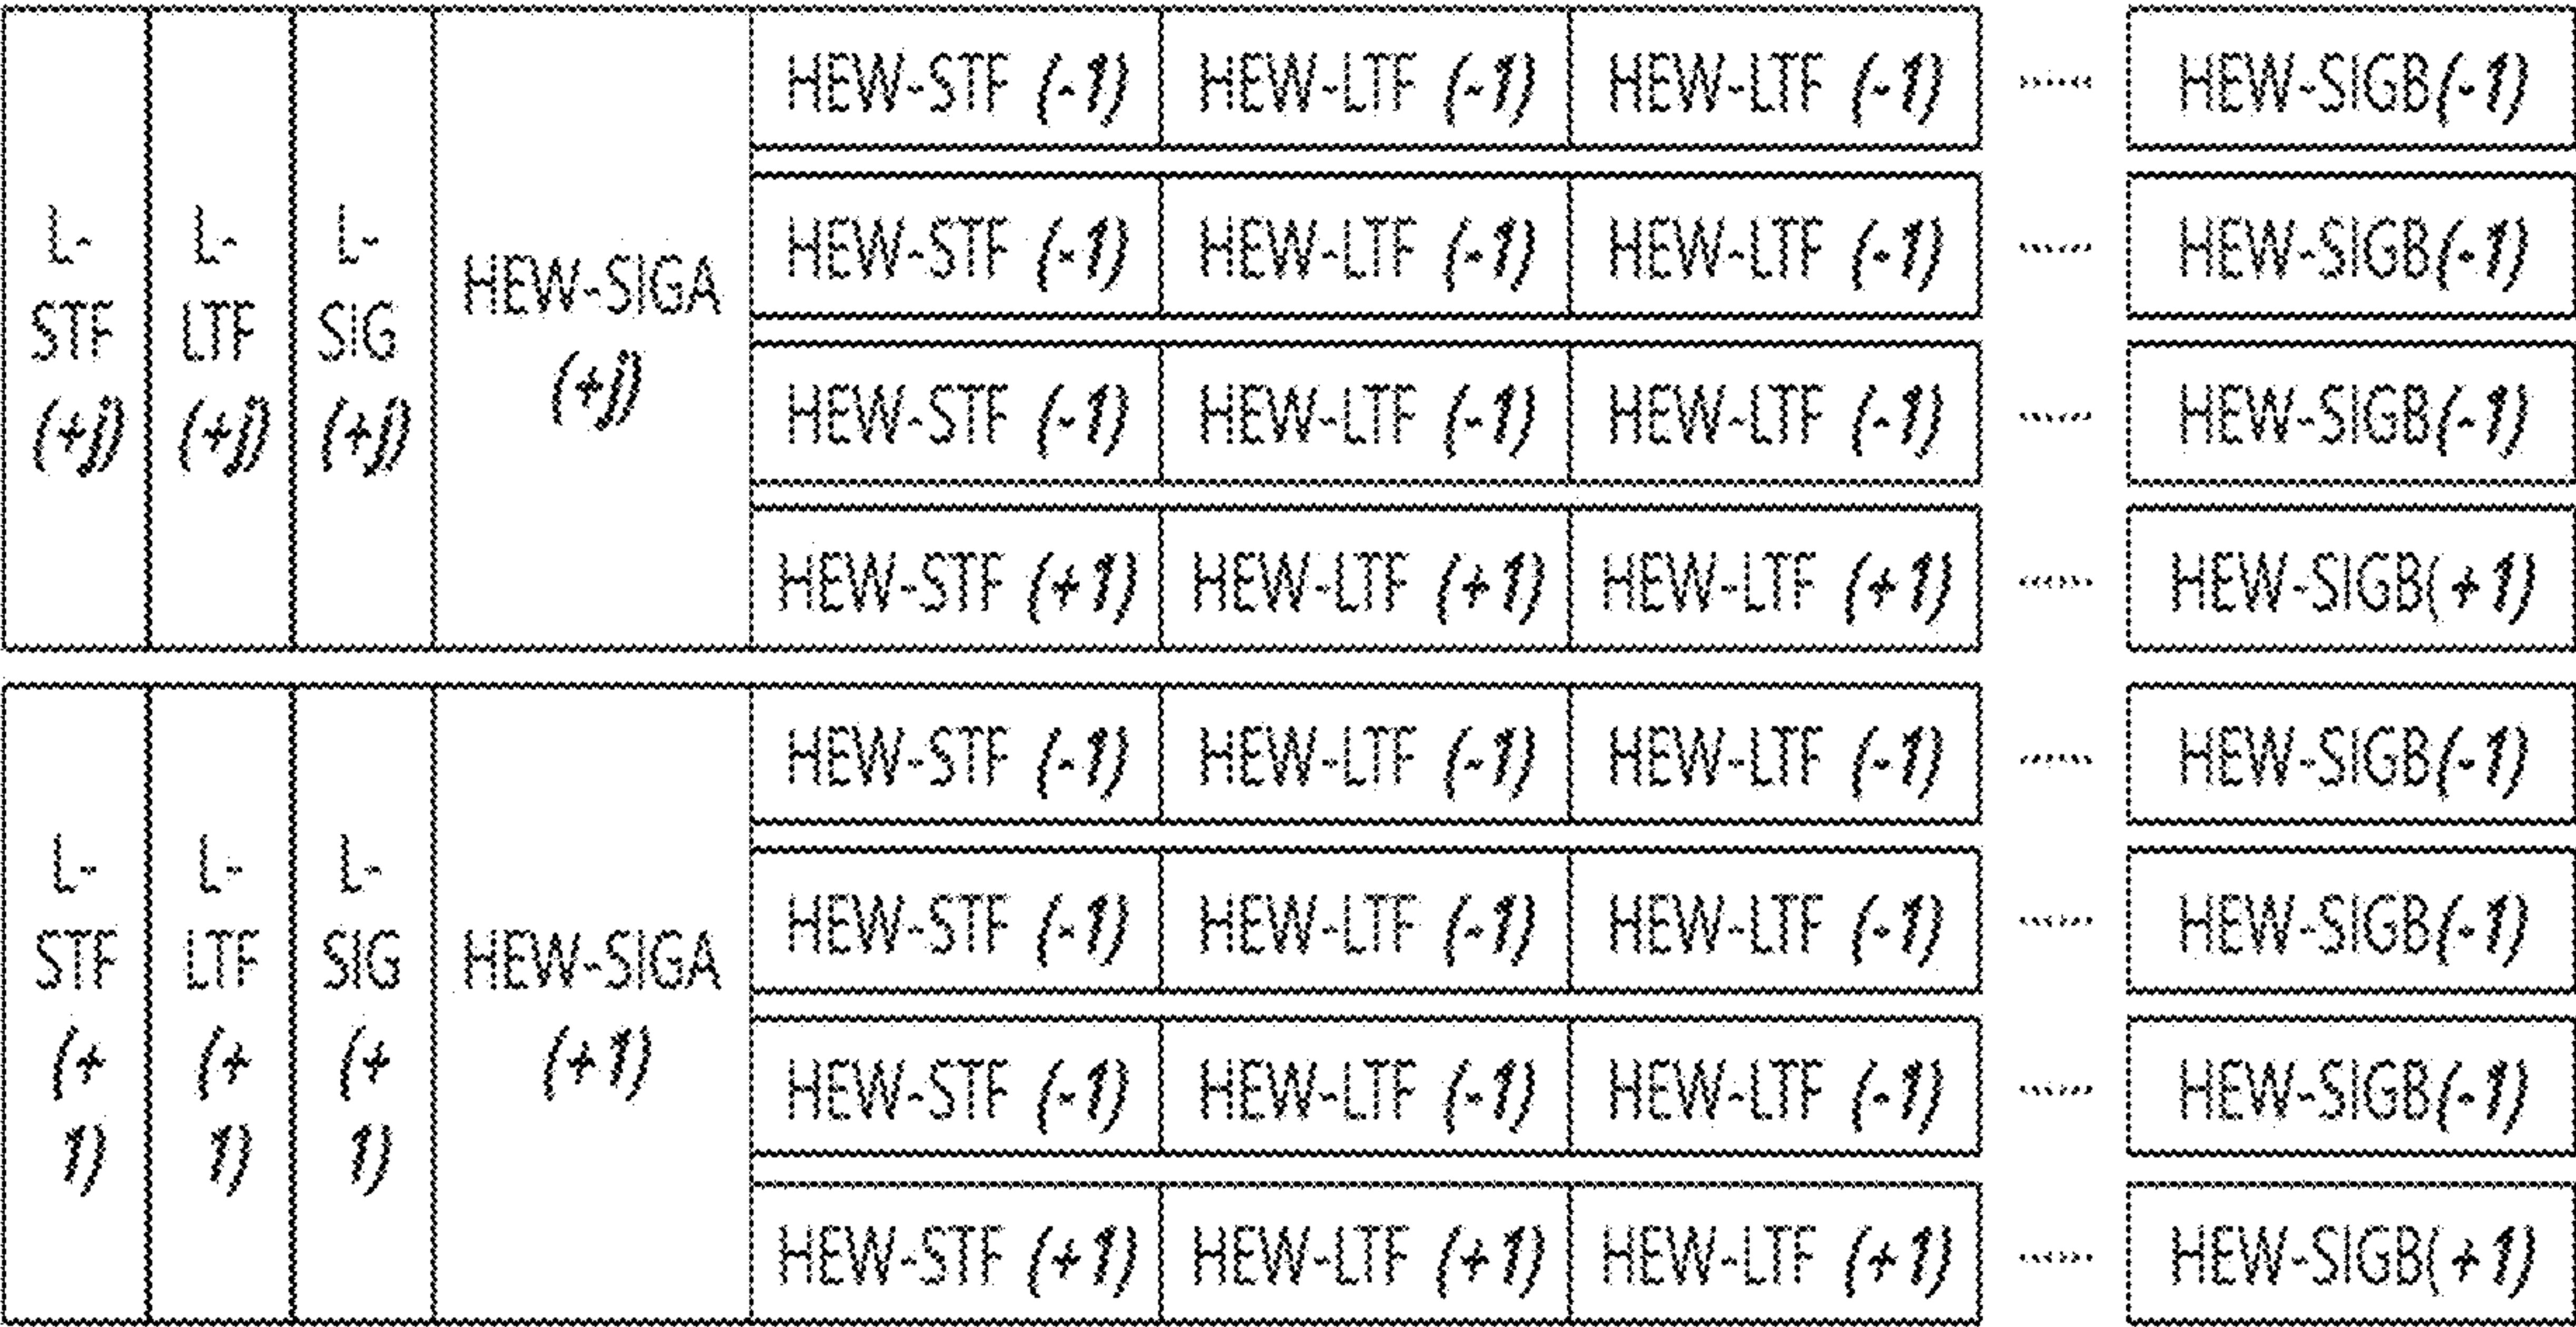 L-
STF
(+j)
L-
LTF
(+j)
L-
SIG
(+j)
HEW-SIGA
(+j)
HEW-STF (-1) HEW-LTF (-1) HEW-LTF (-1) ...... HEW-SIGB(-1)
HEW-STF (-1) HEW-LTF (-1) HEW-LTF (-1) ...... HEW-SIGB(-1)
HEW-STF (-1) HEW-LTF (-1) HEW-LTF (-1) ...... HEW-SIGB(-1)
HEW-STF (+1) HEW-LTF (+1) HEW-LTF (+1) ...... HEW-SIGB(+1)
L-
STF
(+
1)
L-
LTF
(+
1)
L-
SIG
(+
1)
HEW-SIGA
(+1)
HEW-STF (-1) HEW-LTF (-1) HEW-LTF (-1) ...... HEW-SIGB(-1)
HEW-STF (-1) HEW-LTF (-1) HEW-LTF (-1) ...... HEW-SIGB(-1)
HEW-STF (-1) HEW-LTF (-1) HEW-LTF (-1) ...... HEW-SIGB(-1)
HEW-STF (+1) HEW-LTF (+1) HEW-LTF (+1) ...... HEW-SIGB(+1)